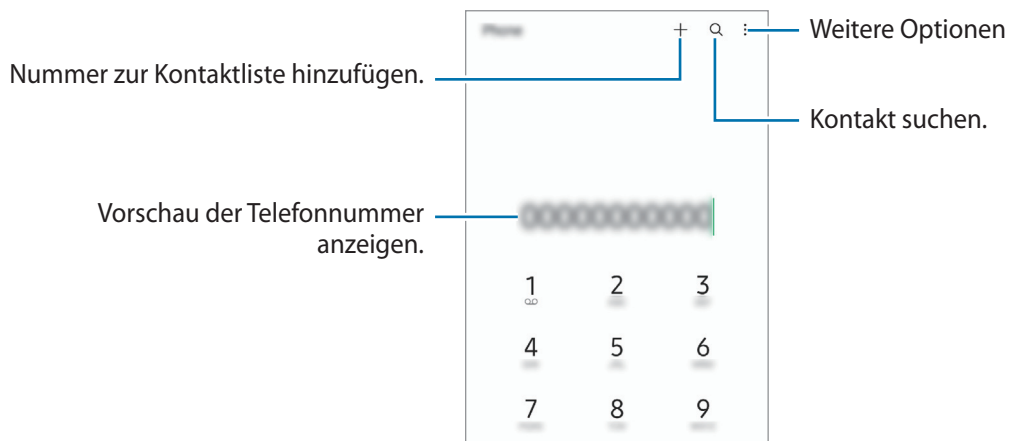 Weitere Optionen
Nummer zur Kontaktliste hinzufügen.
Kontakt suchen.
Vorschau der Telefonnummer
anzeigen.
1 2 3
4 5 6
7 8 9